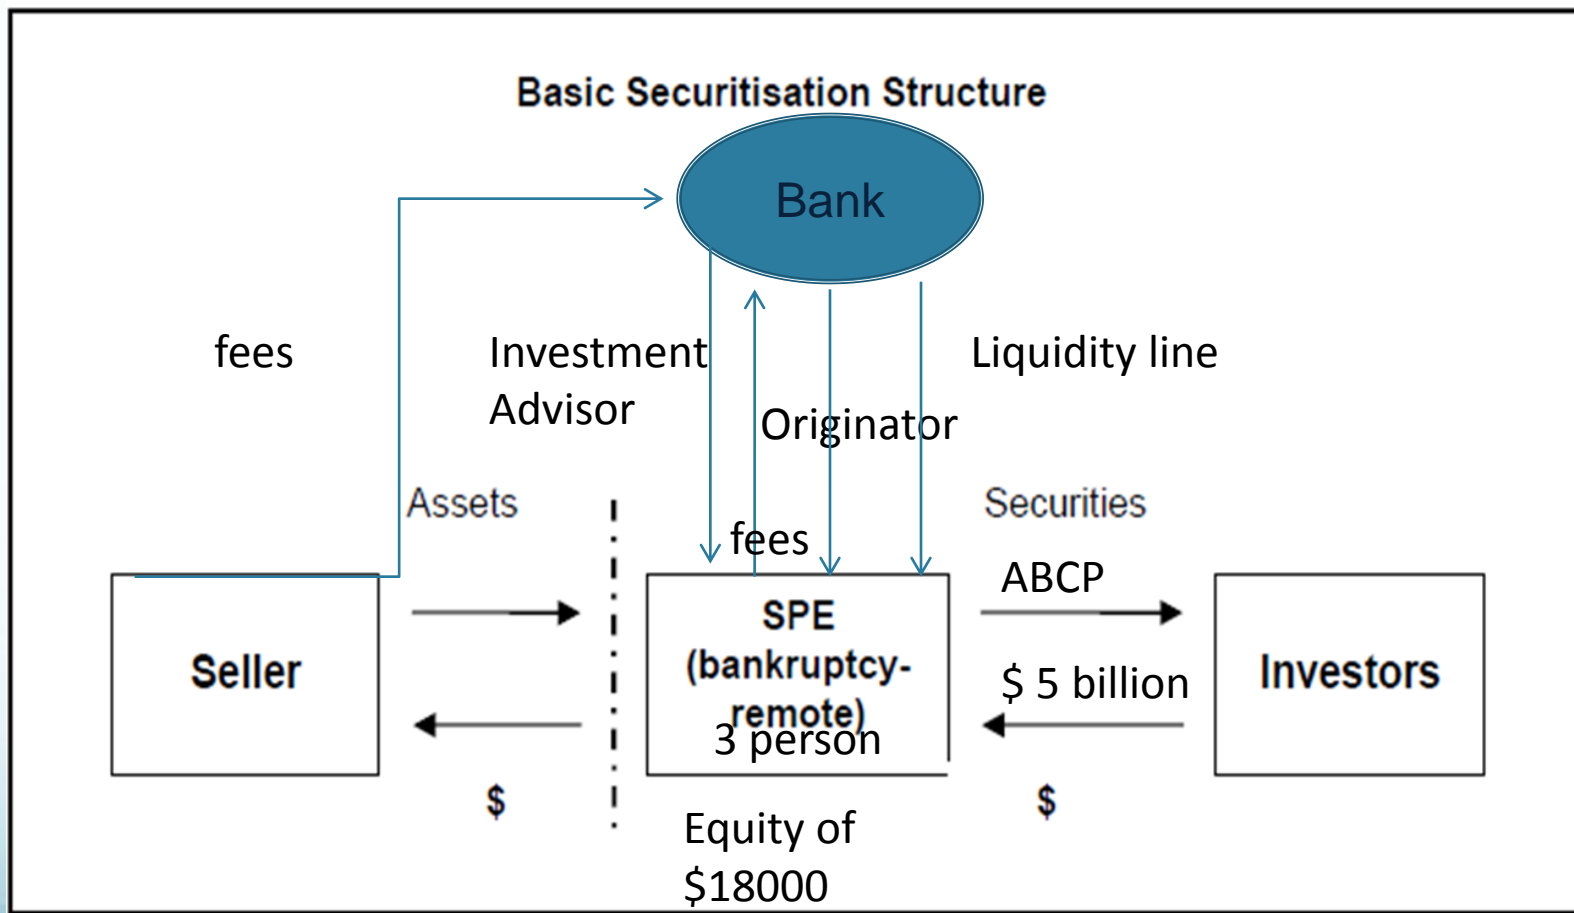 Basic Securitisation Structure
Bank
fees
Investment
Advisor
Liquidity line
Originator
Assets
Securities
fees
ABCP
Seller
SPE
(bankruptcy-
remote)
3 person
$ 5 billion
Investors
$
$
Equity of
$18000